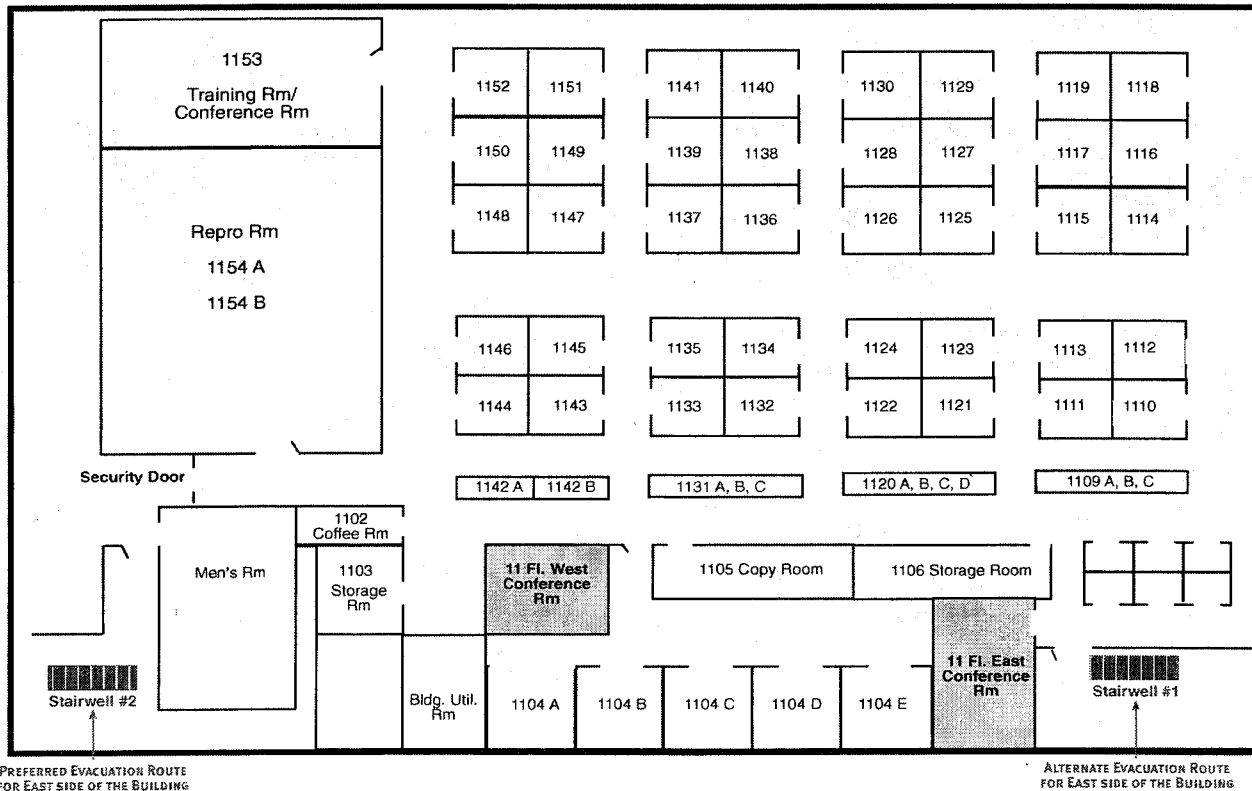 1153
Training Rm/
Conference Rm
Repro Rm
1154 A
1154 B
1152 1151
1150 1149
1148 1147
1141 1140
1139 1138
1137 1136
1130 1129
1128 1127
1126 1125
1119 1118
1117 1116
1115 1114
1146 1145
1144 1143
1135 1134
1133 1132
1124 1123
1122 1121
1113 1112
1111 1110
Security Door
1142 A 1142 B
1131 A, B, C
1120 A, B, C, D
1109 A, B, C
Men's Rm
1102
Coffee Rm
1103
Storage
Rm
11 Fl. West
Conference
Rm
1105 Copy Room
1106 Storage Room
Stairwell #2
Bldg. Util.
Rm
1104 A
1104 B
1104 C
1104 D
1104 E
11 Fl. East
Conference
Rm
Stairwell #1
PREFERRED EVACUATION ROUTE
FOR EAST SIDE OF THE BUILDING
ALTERNATE EVACUATION ROUTE
FOR EAST SIDE OF THE BUILDING